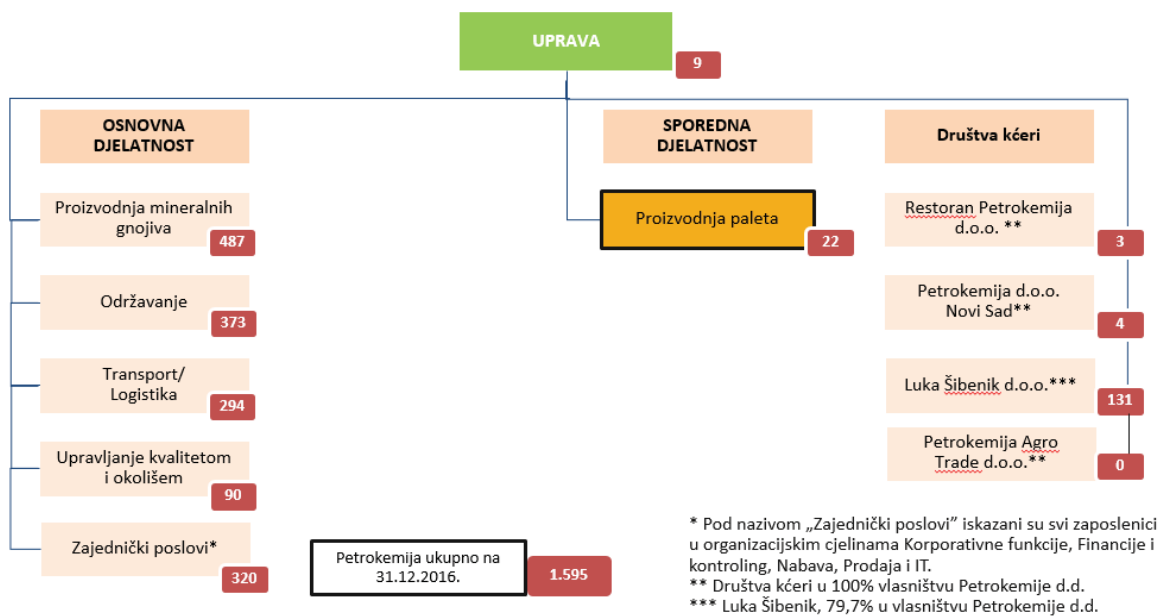 UPRAVA
9
OSNOVNA
DJELATNOST
Proizvodnja mineralnih
gnojiva
487
Održavanje
373
Transport/
Logistika
294
Upravljanje kvalitetom
i okolišem
90
Zajednički poslovi*
320
SPOREDNA
DJELATNOST
Proizvodnja paleta
22
Društva kćeri
Restoran Petrokemija
d.o.o. **
3
Petrokemija d.o.o.
Novi Sad**
4
Luka Šibenik d.o.o.***
131
Petrokemija Agro
Trade d.o.o.**
0
Petrokemija ukupno na
31.12.2016.
1.595
* Pod nazivom „Zajednički poslovi” iskazani su svi zaposlenici
u organizacijskim cjelinama Korporativne funkcije, Financije i
kontroling, Nabava, Prodaja i IT.
** Društva kćeri u 100% vlasništvu Petrokemije d.d.
*** Luka Šibenik, 79,7% u vlasništvu Petrokemije d.d.